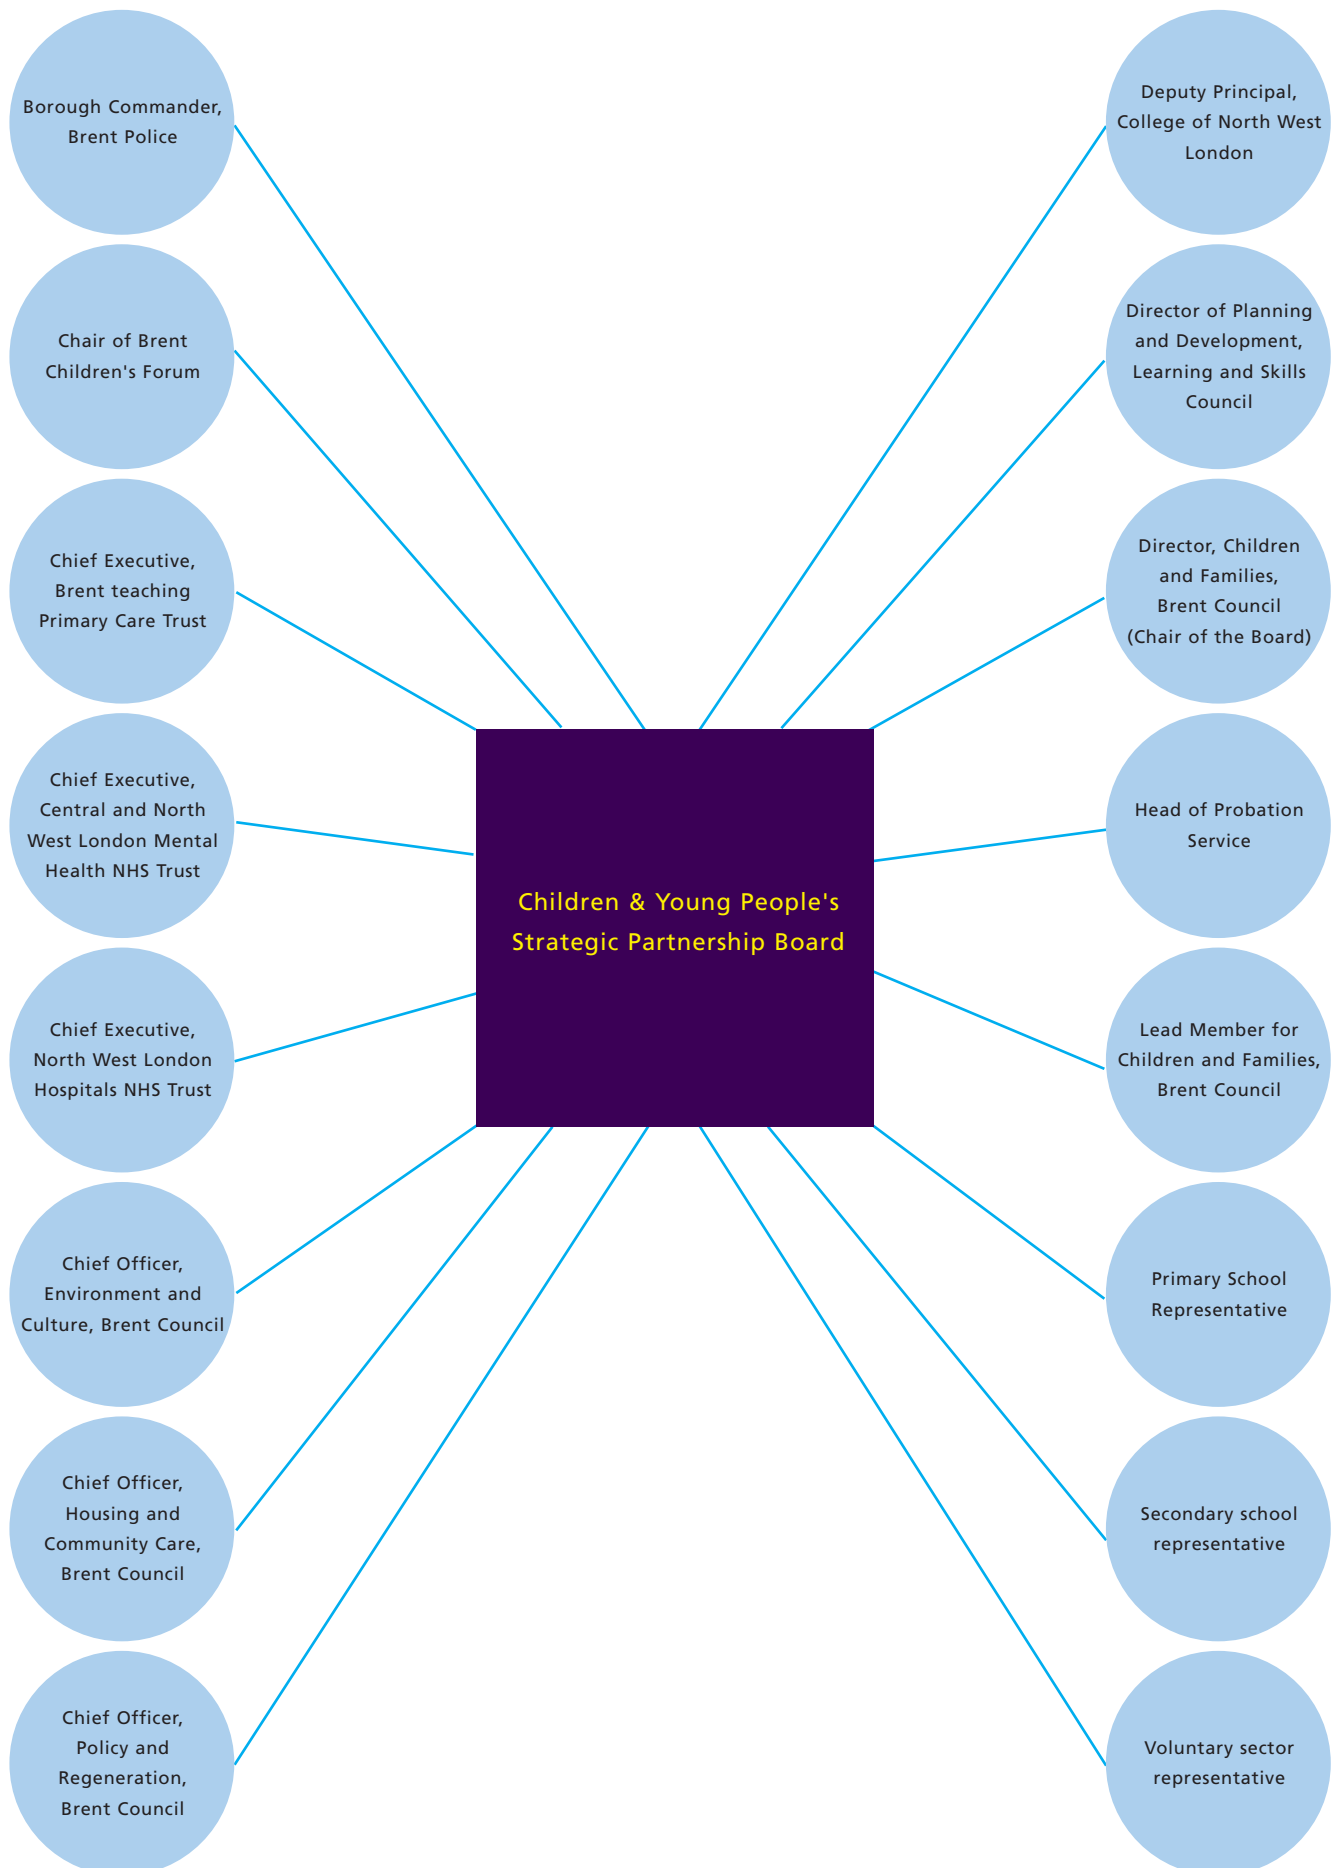 Borough Commander,
Brent Police
Chair of Brent
Children's Forum
Chief Executive,
Brent teaching
Primary Care Trust
Chief Executive,
Central and North
West London Mental
Health NHS Trust
Chief Executive,
North West London
Hospitals NHS Trust
Chief Officer,
Environment and
Culture, Brent Council
Chief Officer,
Housing and
Community Care,
Brent Council
Chief Officer,
Policy and
Regeneration,
Brent Council
Children & Young People's
Strategic Partnership Board
Deputy Principal,
College of North West
London
Director of Planning
and Development,
Learning and Skills
Council
Director, Children
and Families,
Brent Council
(Chair of the Board)
Head of Probation
Service
Lead Member for
Children and Families,
Brent Council
Primary School
Representative
Secondary school
representative
Voluntary sector
representative